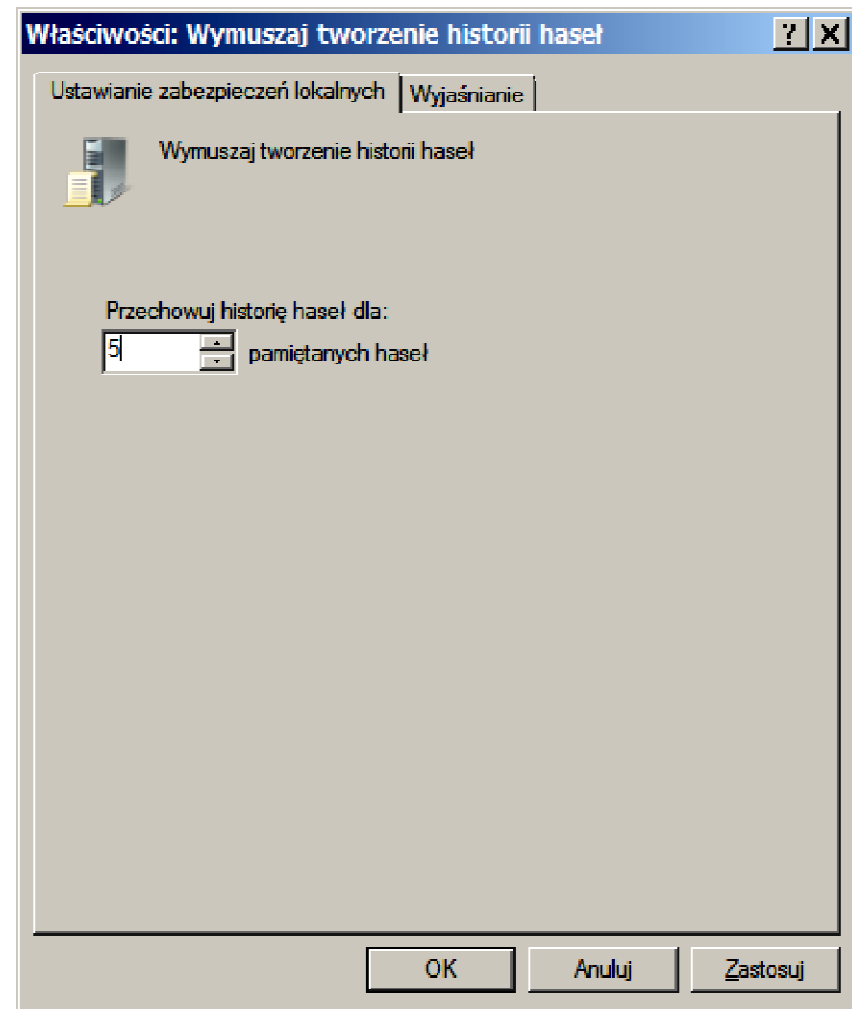 Właściwości: Wymuszaj tworzenie historii haseł
Ustawianie zabezpieczeń lokalnych Wyjaśnianie
Wymuszaj tworzenie historii haseł
Przechowuj historię haseł dla:
5 pamiętanych haseł
OK Anuluj Zastosuj